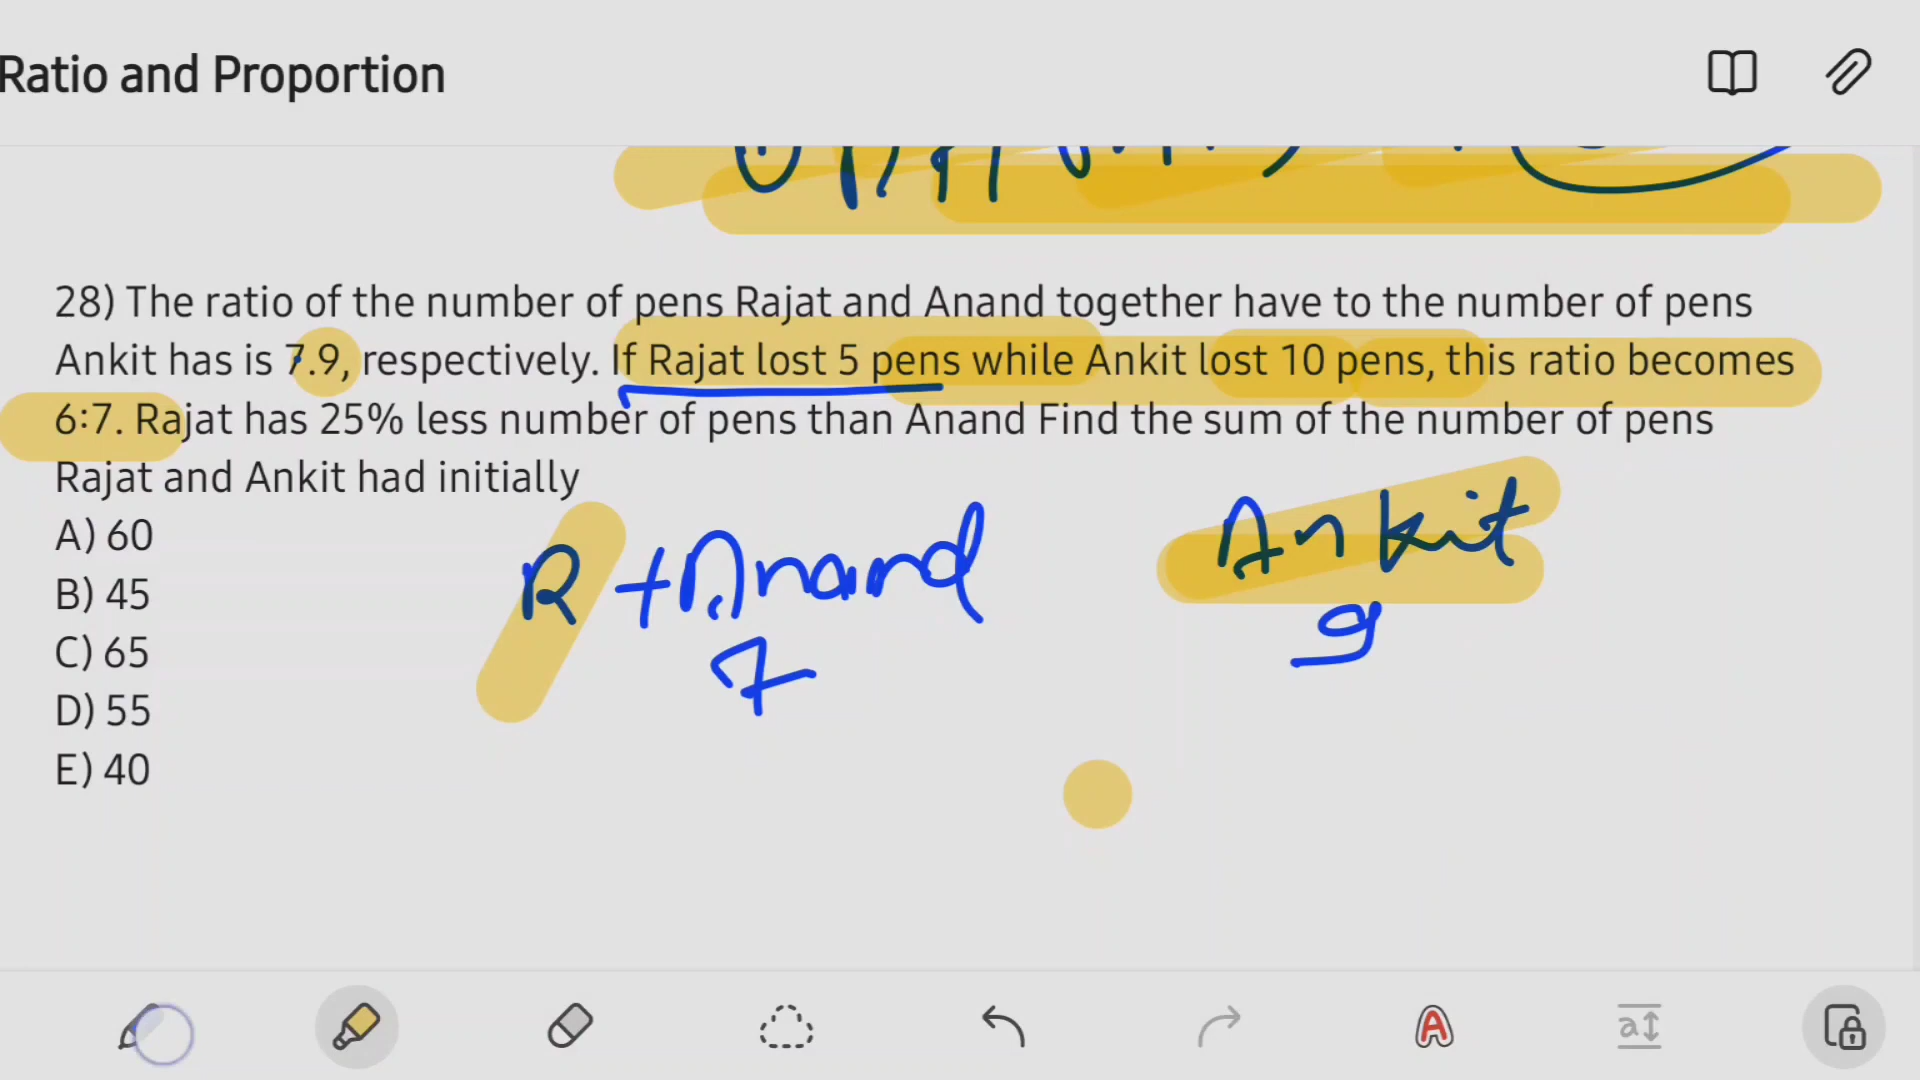 Ratio and Proportion
28) The ratio of the number of pens Rajat and Anand together have to the number of pens
Ankit has is 7.9, respectively. If Rajat lost 5 pens while Ankit lost 10 pens, this ratio becomes
6:7. Rajat has 25% less number of pens than Anand Find the sum of the number of pens
Rajat and Ankit had initially
A) 60
B) 45
C) 65
D) 55
E) 40
R + Anand Ankit
7 9
A
a